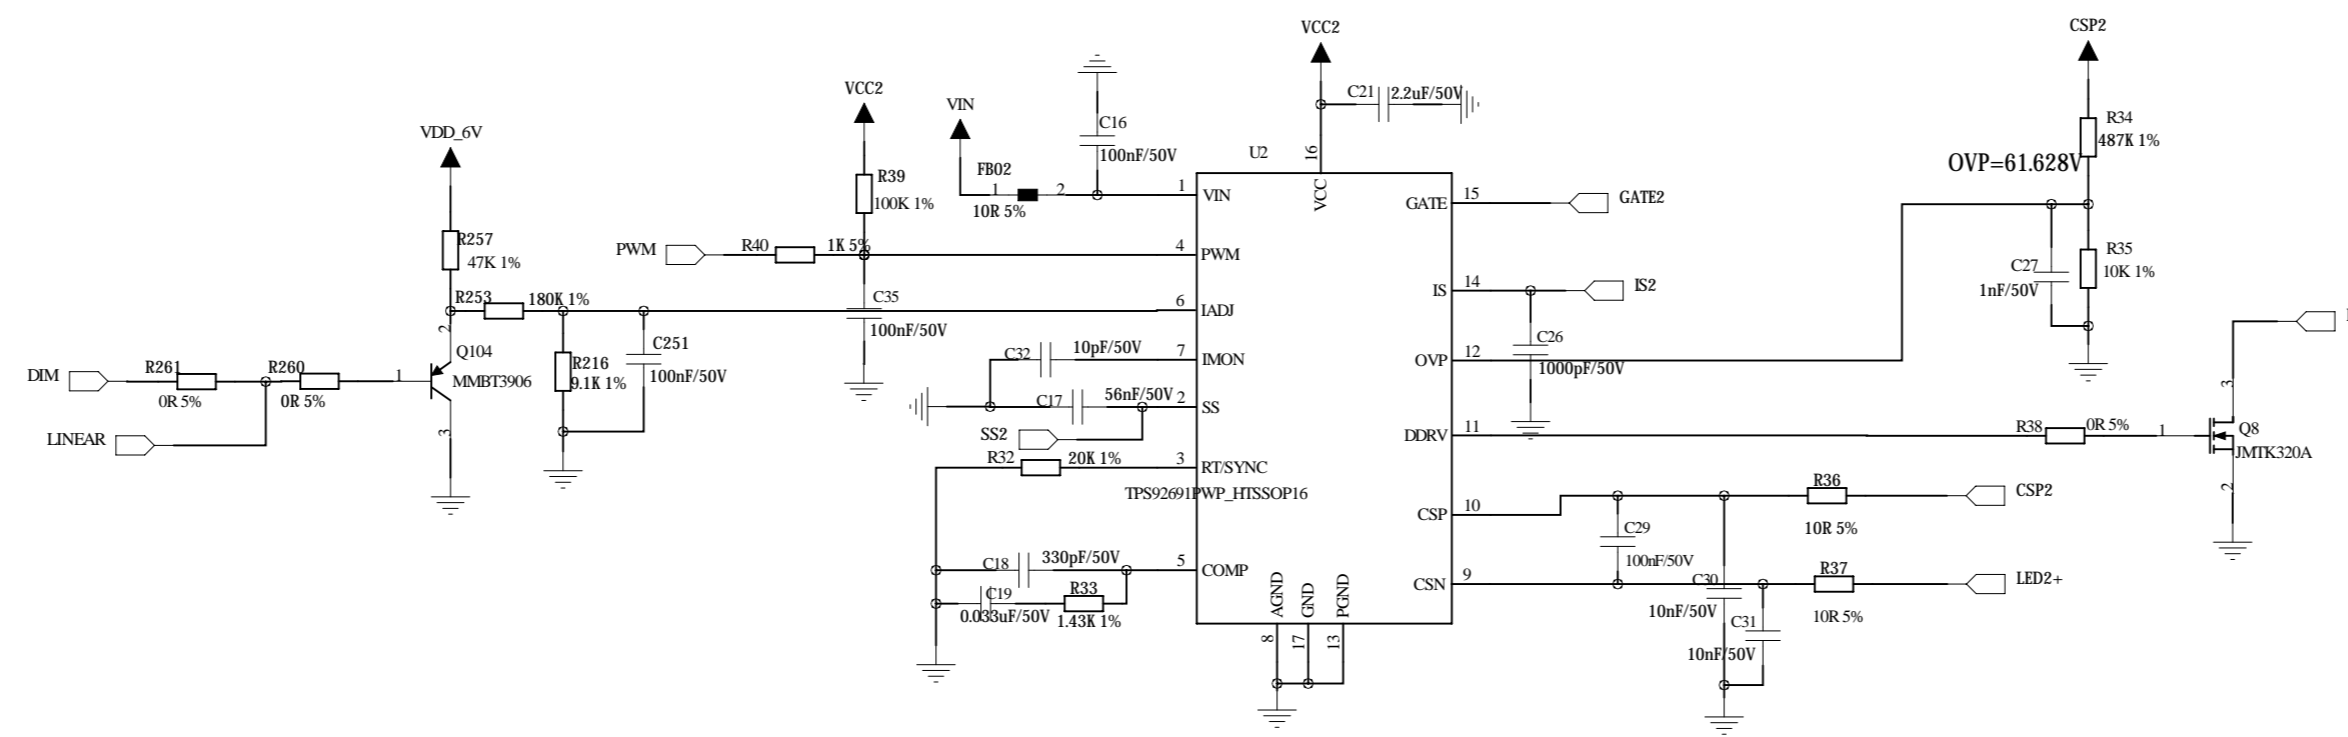 VCC2
CSP2
VCC2
VIN
VDD_6V
C21
2.2uF/50V
C16
100nF/50V
R34
487K 1%
OVP=61.628V
U2
16
FB02
1
2
10R 5%
R39
100K 1%
1
VIN
VCC
GATE
15
GATE2
R257
47K 1%
PWM
R40
1K 5%
4
PWM
R35
10K 1%
C27
1nF/50V
IS
14
IS2
R253
180K 1%
C35
100nF/50V
6
IADJ
2
Q104
MMBT3906
C251
100nF/50V
R216
9.1K 1%
C32
10pF/50V
7
IMON
OVP
12
C26
1000pF/50V
DIM
R261
0R 5%
R260
0R 5%
1
3
C17
56nF/50V
2
SS
SS2
LINEAR
DDRV
11
R38
0R 5%
1
3
Q8
JMTK320A
2
R32
20K 1%
3
RT/SYNC
TPS92691PWP_HTSSOP16
R36
10R 5%
CSP2
CSP
10
C29
100nF/50V
C18
330pF/50V
5
COMP
C19
0.033uF/50V
R33
1.43K 1%
CSN
9
R37
10R 5%
LED2+
C30
10nF/50V
C31
10nF/50V
AGND
GND
PGND
8
17
13